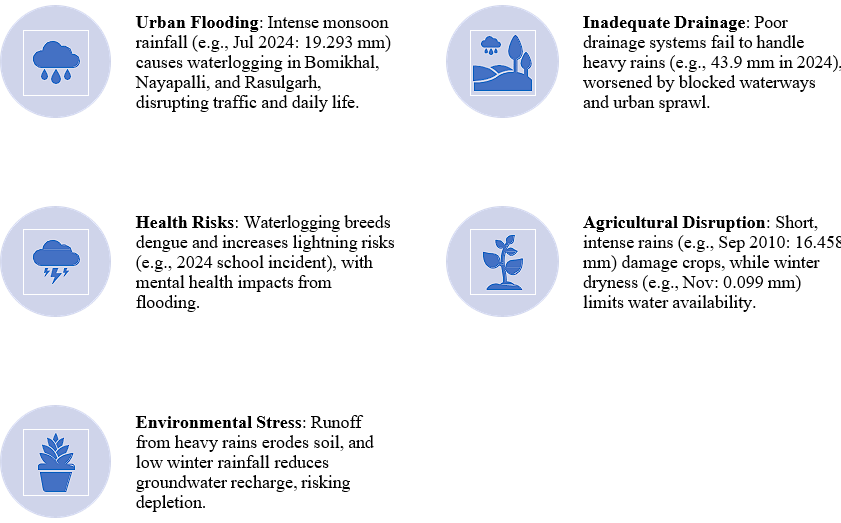 Urban Flooding: Intense monsoon
rainfall (e.g., Jul 2024: 19.293 mm)
causes waterlogging in Bomikhal,
Nayapalli, and Rasulgarh,
disrupting traffic and daily life.
Inadequate Drainage: Poor
drainage systems fail to handle
heavy rains (e.g., 43.9 mm in 2024),
worsened by blocked waterways
and urban sprawl.
Health Risks: Waterlogging breeds
dengue and increases lightning risks
(e.g., 2024 school incident), with
mental health impacts from
flooding.
Agricultural Disruption: Short,
intense rains (e.g., Sep 2010: 16.458
mm) damage crops, while winter
dryness (e.g., Nov: 0.099 mm)
limits water availability.
Environmental Stress: Runoff
from heavy rains erodes soil, and
low winter rainfall reduces
groundwater recharge, risking
depletion.